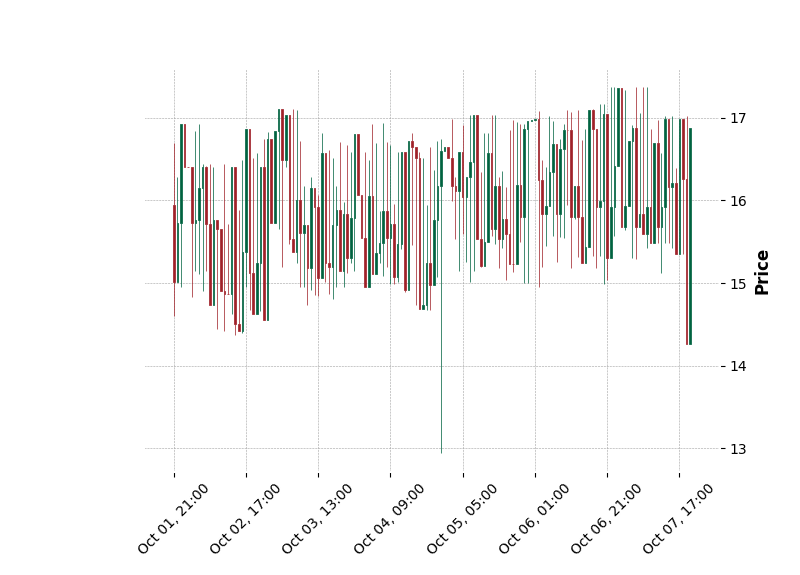 17
16
15
14
13
Price
Oct 01, 21:00
Oct 02, 17:00
Oct 03, 13:00
Oct 04, 09:00
Oct 05, 05:00
Oct 06, 01:00
Oct 06, 21:00
Oct 07, 17:00